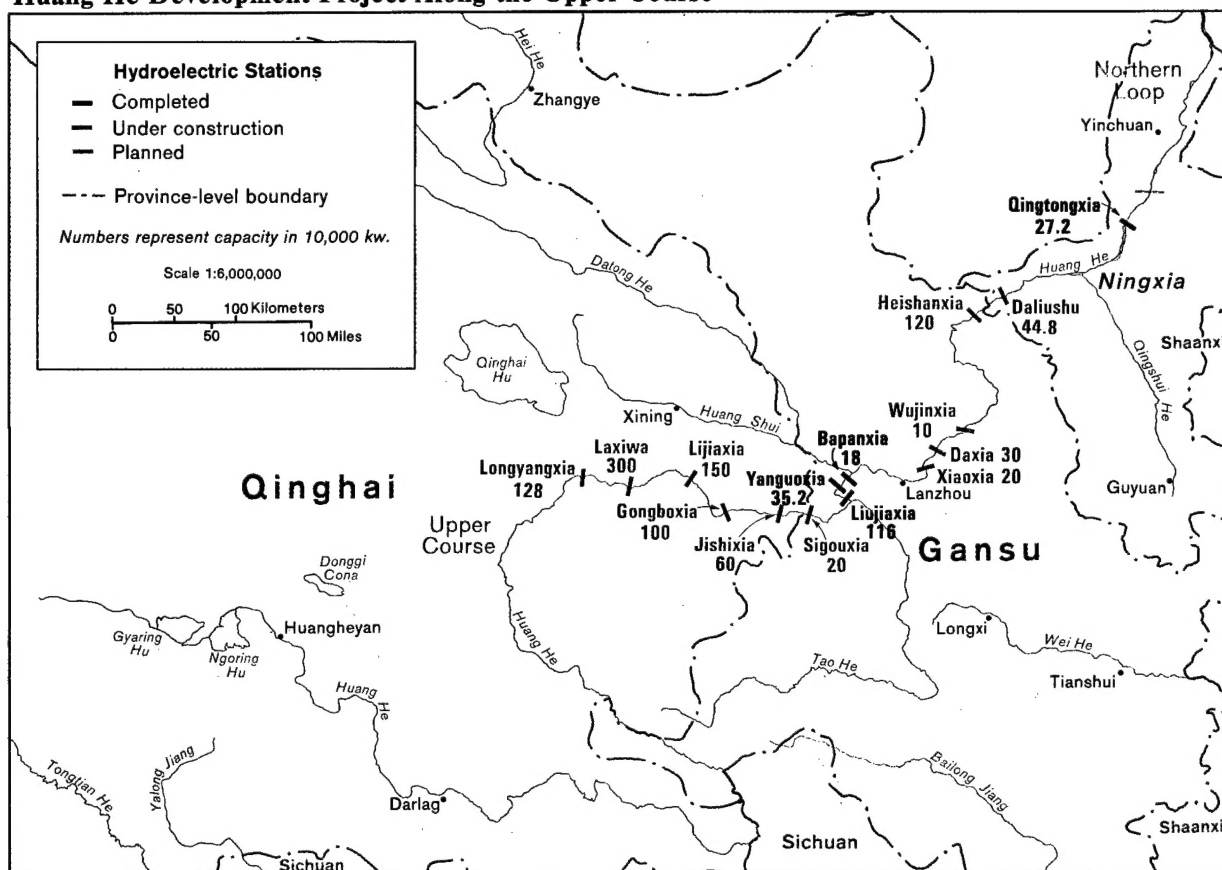 Huang He Development Project Along the Upper Course
Hydroelectric Stations
Completed
Under construction
Planned
Province-level boundary
Numbers represent capacity in 10,000 kw.
Scale 1:6,000,000
0 50 100 Kilometers
0 50 100 Miles
Hei He
Zhangye
Northern
Loop
Yinchuan
Qingtongxia
27.2
Huang He
Ningxia
Datong He
Heishanxia
120
Daliushu
44.8
Shaanxi
Qingshui He
Qinghai
Hu
Xining
Huang Shui
Wujinxia
10
Bapanxia
18
Daxia 30
Xiaoxia 20
Lanzhou
Guyuan
Laxiwa
300
Lijiaxia
150
Longyangxia
128
Yanguoxia
35.2
Qinghai
Gongboxia
100
Liujiaxia
116
Upper
Course
Jishixia
60
Sigouxia
20
Gansu
Donggi
Cona
Gyaring
Hu
Ngoring
Hu
Huangheyan
Longxi
Wei He
Huang He
Tao He
Tianshui
Huang He
Tongtian He
Yalong Jiang
Darlag
Bailong Jiang
Sichuan
Sichuan
Shaanxi